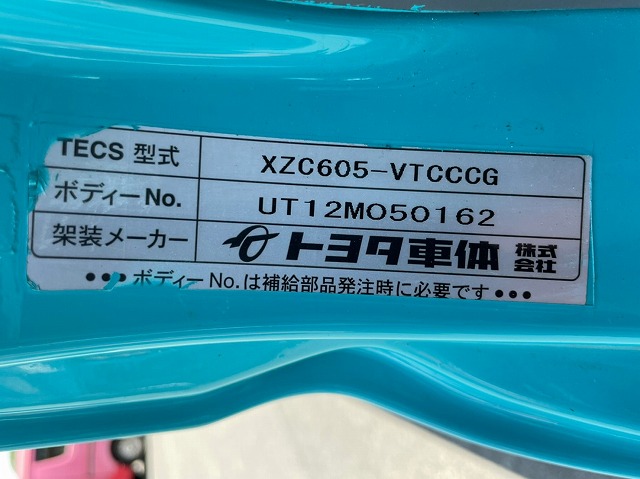 TECS 型式 XZC605-VTCCCG
ボディーNo. UT12M050162
架装メーカー トヨタ車体 株式会社
●●●ボディーNo.は補給部品発注時に必要です●●●